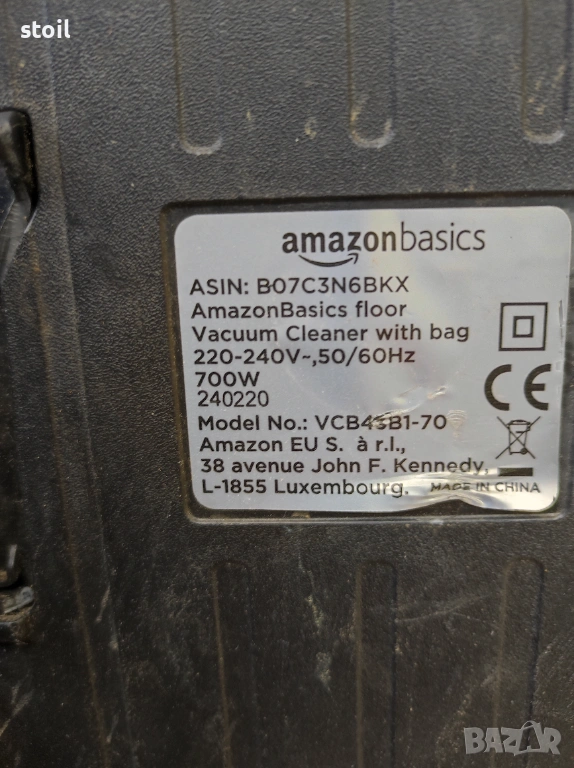 stoil
amazonbasics
ASIN: B07C3N6BKX
AmazonBasics floor
Vacuum Cleaner with bag
220-240V~,50/60Hz
700W
240220
Model No.: VCB43B1-70
Amazon EU S. à r.l.,
38 avenue John F. Kennedy,
L-1855 Luxembourg.
MADE IN CHINA
BAZAR